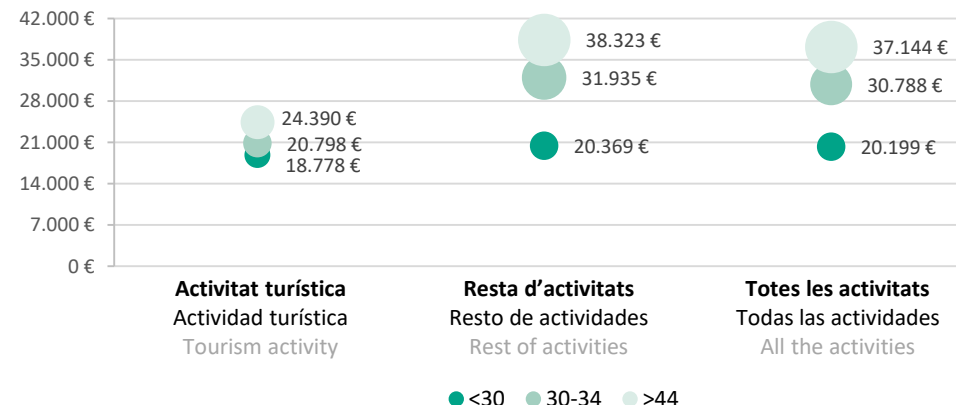 42.000 €
35.000 €
28.000 €
21.000 €
14.000 €
7.000 €
0 €
38.323 €
37.144 €
31.935 €
30.788 €
24.390 €
20.798 €
18.778 €
20.369 €
20.199 €
Activitat turística
Actividad turística
Tourism activity
Resta d’activitats
Resto de actividades
Rest of activities
Totes les activitats
Todas las actividades
All the activities
<30 30-34 >44